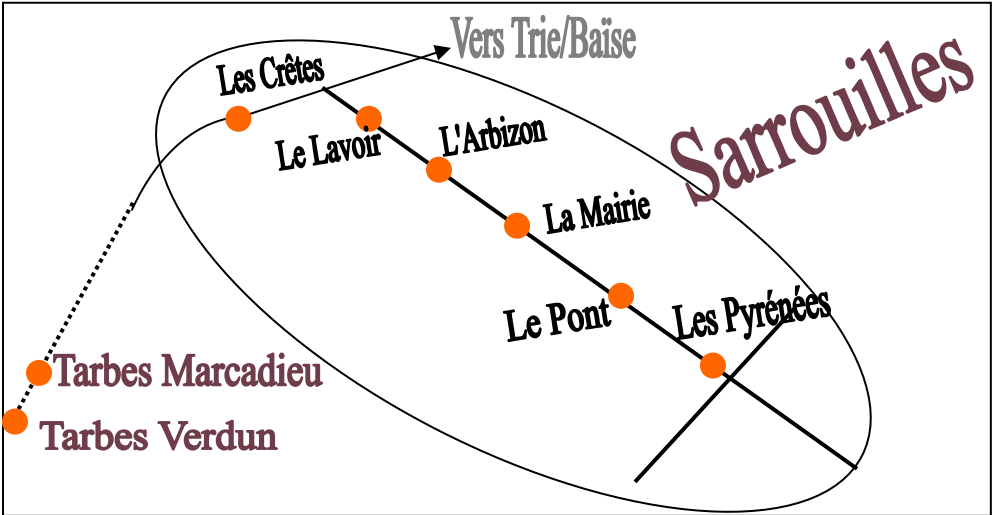 Vers Trie/Baïse
Les Crêtes
Sarrouilles
Le Lavoir
L'Arbizon
La Mairie
Le Pont
Les Pyrénées
Tarbes Marcadieu
Tarbes Verdun